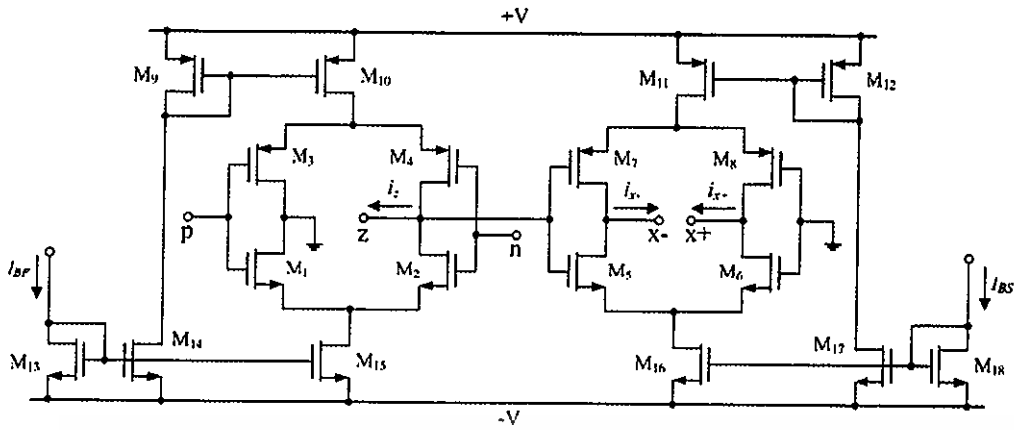 +V
M9 M10 M11 M12
M3 M4 M7 M8
iz ix- ix+
p z n x- x+
M1 M2 M5 M6
IBF IBS
M13 M14 M15 M16 M17 M18
-V